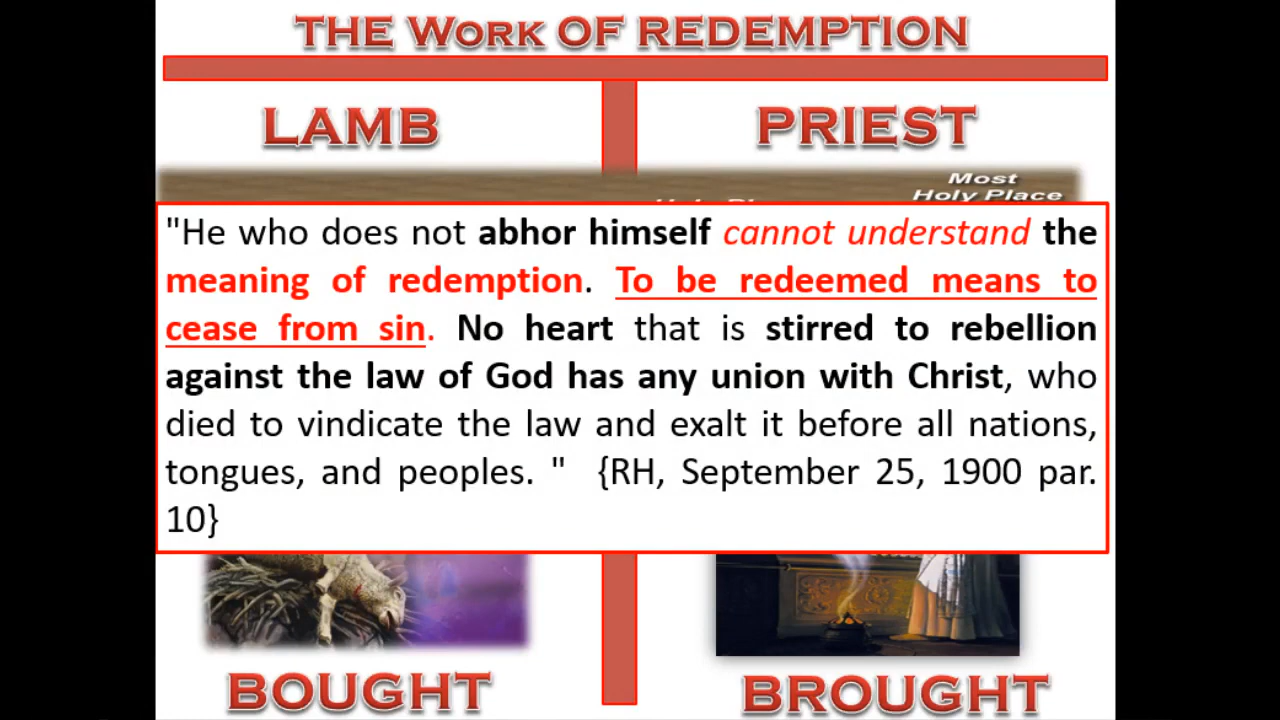 THE WORK OF REDEMPTION
LAMB
PRIEST
Most
Holy Place
"He who does not abhor himself cannot understand the
meaning of redemption. To be redeemed means to
cease from sin. No heart that is stirred to rebellion
against the law of God has any union with Christ, who
died to vindicate the law and exalt it before all nations,
tongues, and peoples. " {RH, September 25, 1900 par.
10}
BOUGHT
BROUGHT